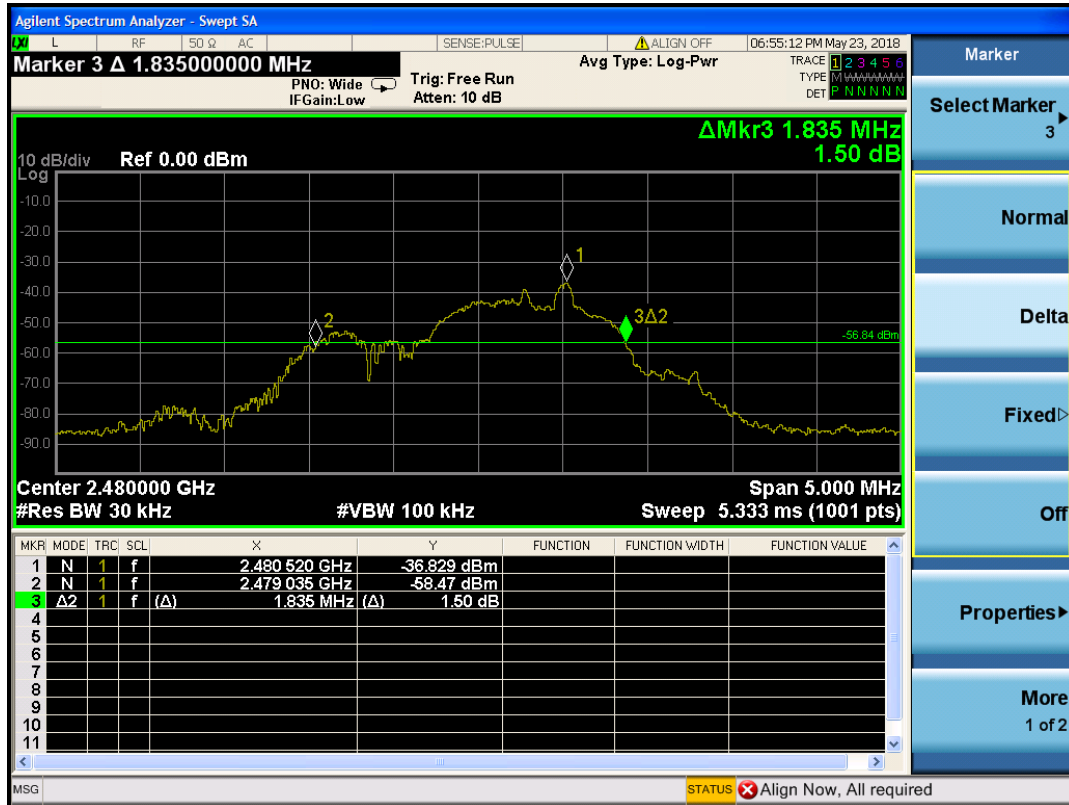 Agilent Spectrum Analyzer - Swept SA
LXI L RF 50 Ω AC SENSE:PULSE ALIGN OFF 06:55:12 PM May 23, 2018
Marker 3 Δ 1.835000000 MHz
PNO: Wide
IFGain:Low
Trig: Free Run
Atten: 10 dB
Avg Type: Log-Pwr
TRACE 1 2 3 4 5 6
TYPE M
DET P N N N N N
ΔMkr3 1.835 MHz
1.50 dB
10 dB/div Ref 0.00 dBm
Log
-10.0
-20.0
-30.0
1
-40.0
-50.0
2
3Δ2
-56.84 dBm
-60.0
-70.0
-80.0
-90.0
Center 2.480000 GHz Span 5.000 MHz
#Res BW 30 kHz #VBW 100 kHz Sweep 5.333 ms (1001 pts)
MKR MODE TRC SCL X Y FUNCTION FUNCTION WIDTH FUNCTION VALUE
1 N 1 f 2.480 520 GHz -36.829 dBm
2 N 1 f 2.479 035 GHz -58.47 dBm
3 Δ2 1 f (Δ) 1.835 MHz (Δ) 1.50 dB
4
5
6
7
8
9
10
11
MSG STATUS Align Now, All required
Marker
Select Marker
3
Normal
Delta
Fixed
Off
Properties
More
1 of 2